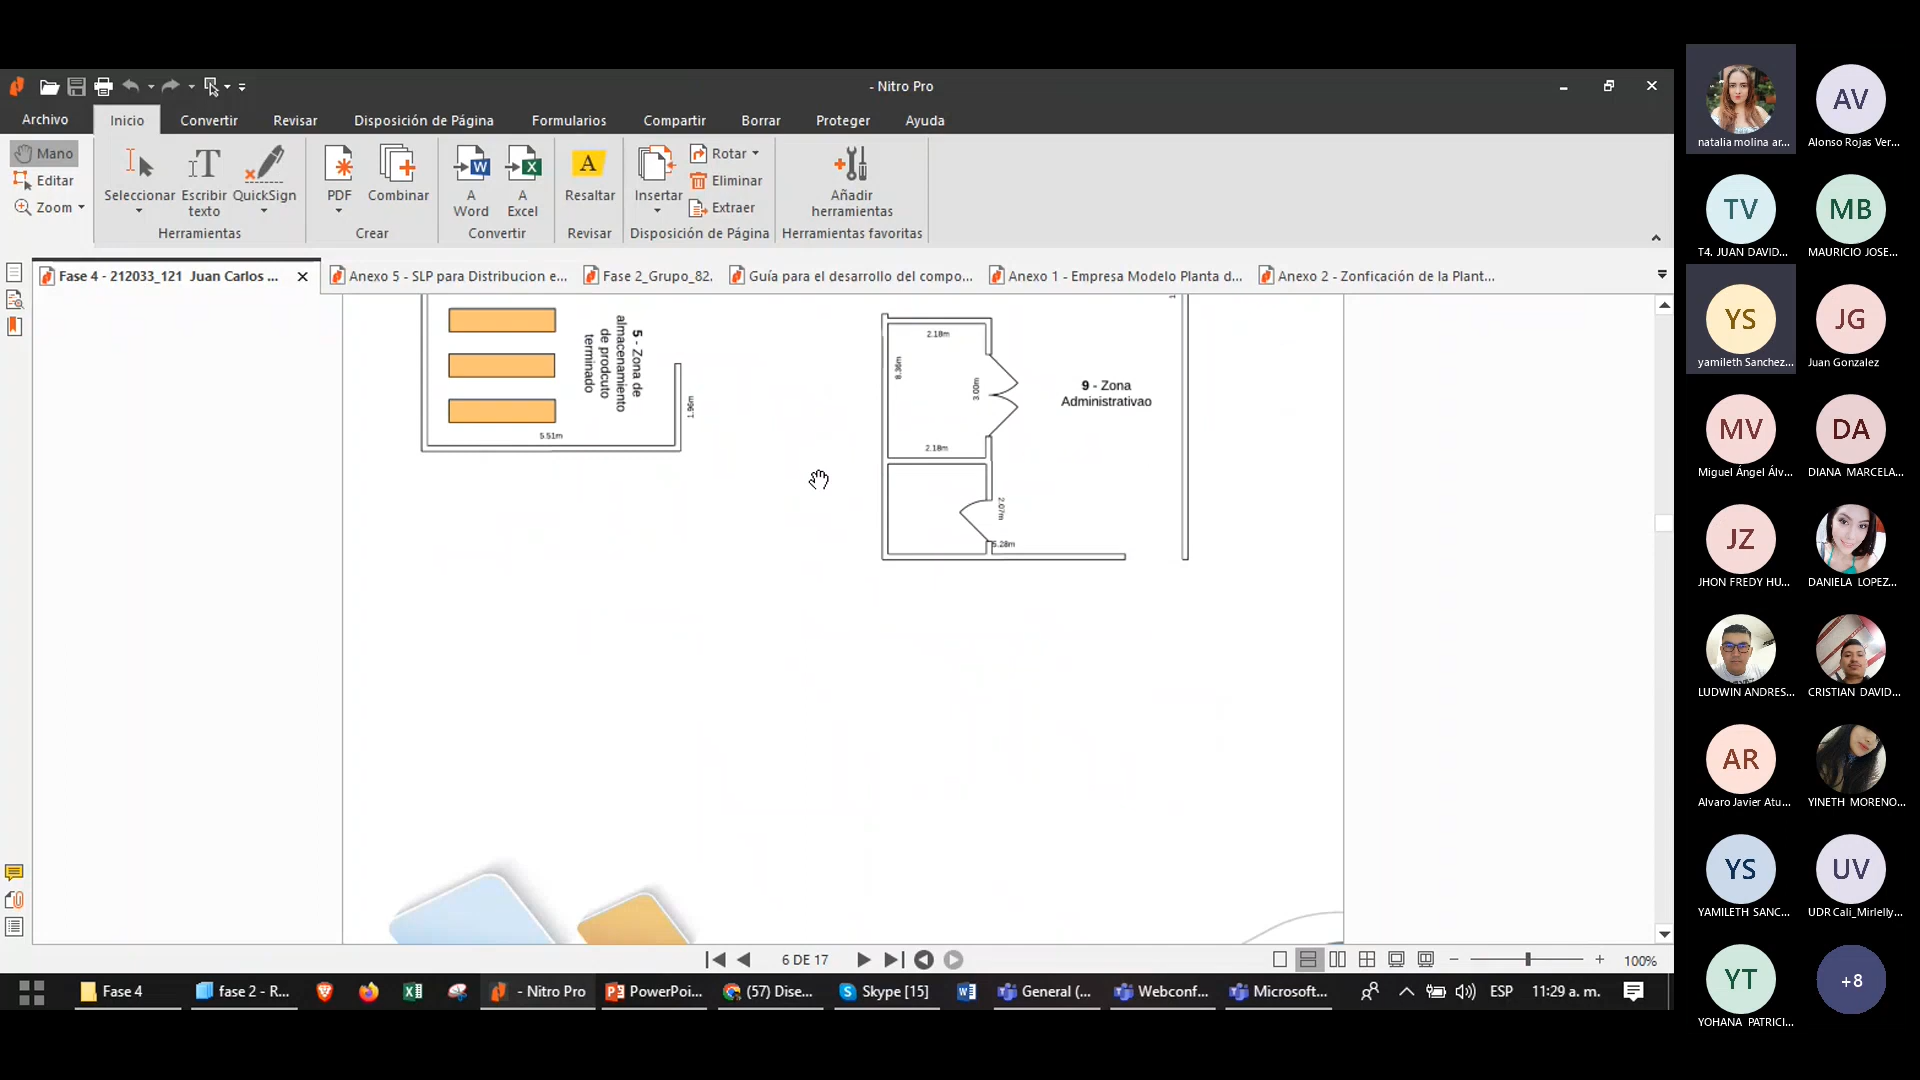 - Nitro Pro
Archivo
Inicio
Convertir
Revisar
Disposición de Página
Formularios
Compartir
Borrar
Proteger
Ayuda
Mano
Editar
Zoom
Seleccionar
Escribir
texto
QuickSign
Herramientas
PDF
Combinar
Crear
A
Word
A
Excel
Convertir
Resaltar
Revisar
Insertar
Rotar
Eliminar
Extraer
Disposición de Página
Añadir
herramientas
Herramientas favoritas
Fase 4 - 212033_121 Juan Carlos ...
Anexo 5 - SLP para Distribucion e...
Fase 2_Grupo_82.
Guía para el desarrollo del compo...
Anexo 1 - Empresa Modelo Planta d...
Anexo 2 - Zonficación de la Plant...
5 - Zona de
almacenamiento
de prodcuto
terminado
1.96m
5.51m
2.18m
8.36m
3.00m
2.18m
2.07m
5.28m
9 - Zona
Administrativao
6 DE 17
100%
Fase 4
fase 2 - R...
- Nitro Pro
PowerPoi...
(57) Dise...
Skype [15]
General (...
Webconf...
Microsoft...
ESP
11:29 a. m.
natalia molina ar...
AV
Alonso Rojas Ver...
TV
T4. JUAN DAVID...
MB
MAURICIO JOSE...
YS
yamileth Sanchez...
JG
Juan Gonzalez
MV
Miguel Ángel Álv...
DA
DIANA MARCELA...
JZ
JHON FREDY HU...
DANIELA LOPEZ...
LUDWIN ANDRES...
CRISTIAN DAVID...
AR
Alvaro Javier Atu...
YINETH MORENO...
YS
YAMILETH SANC...
UV
UDR Cali_Mirlelly...
YT
YOHANA PATRICI...
+8